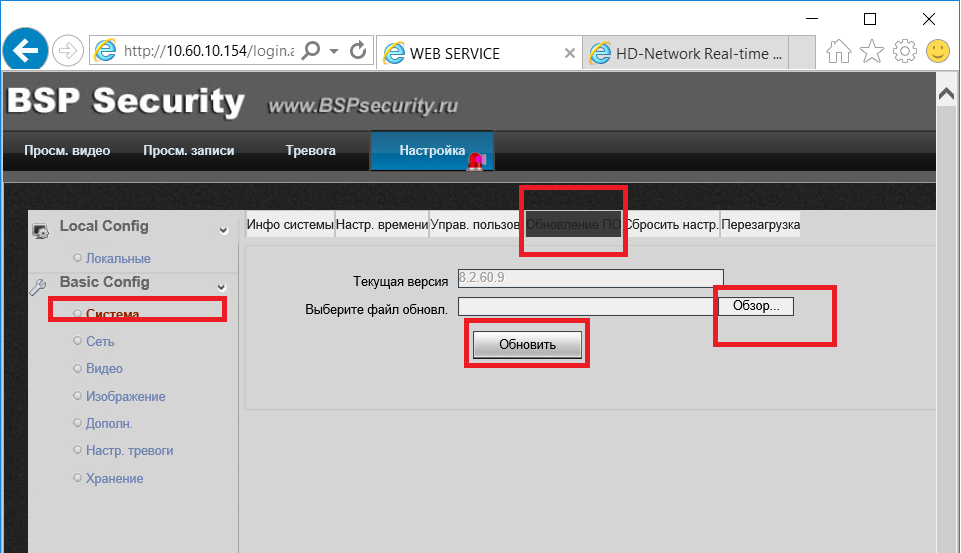 http://10.60.10.154/login.a
WEB SERVICE
HD-Network Real-time ...
BSP Security www.BSPsecurity.ru
Просм. видео Просм. записи Тревога Настройка
Local Config
Локальные
Basic Config
Система
Сеть
Видео
Изображение
Дополн.
Настр. тревоги
Хранение
Инфо системы Настр. времени Управ. пользов Обновление ПО Сбросить настр. Перезагрузка
Текущая версия 8.2.60.9
Выберите файл обновл. Обзор...
Обновить